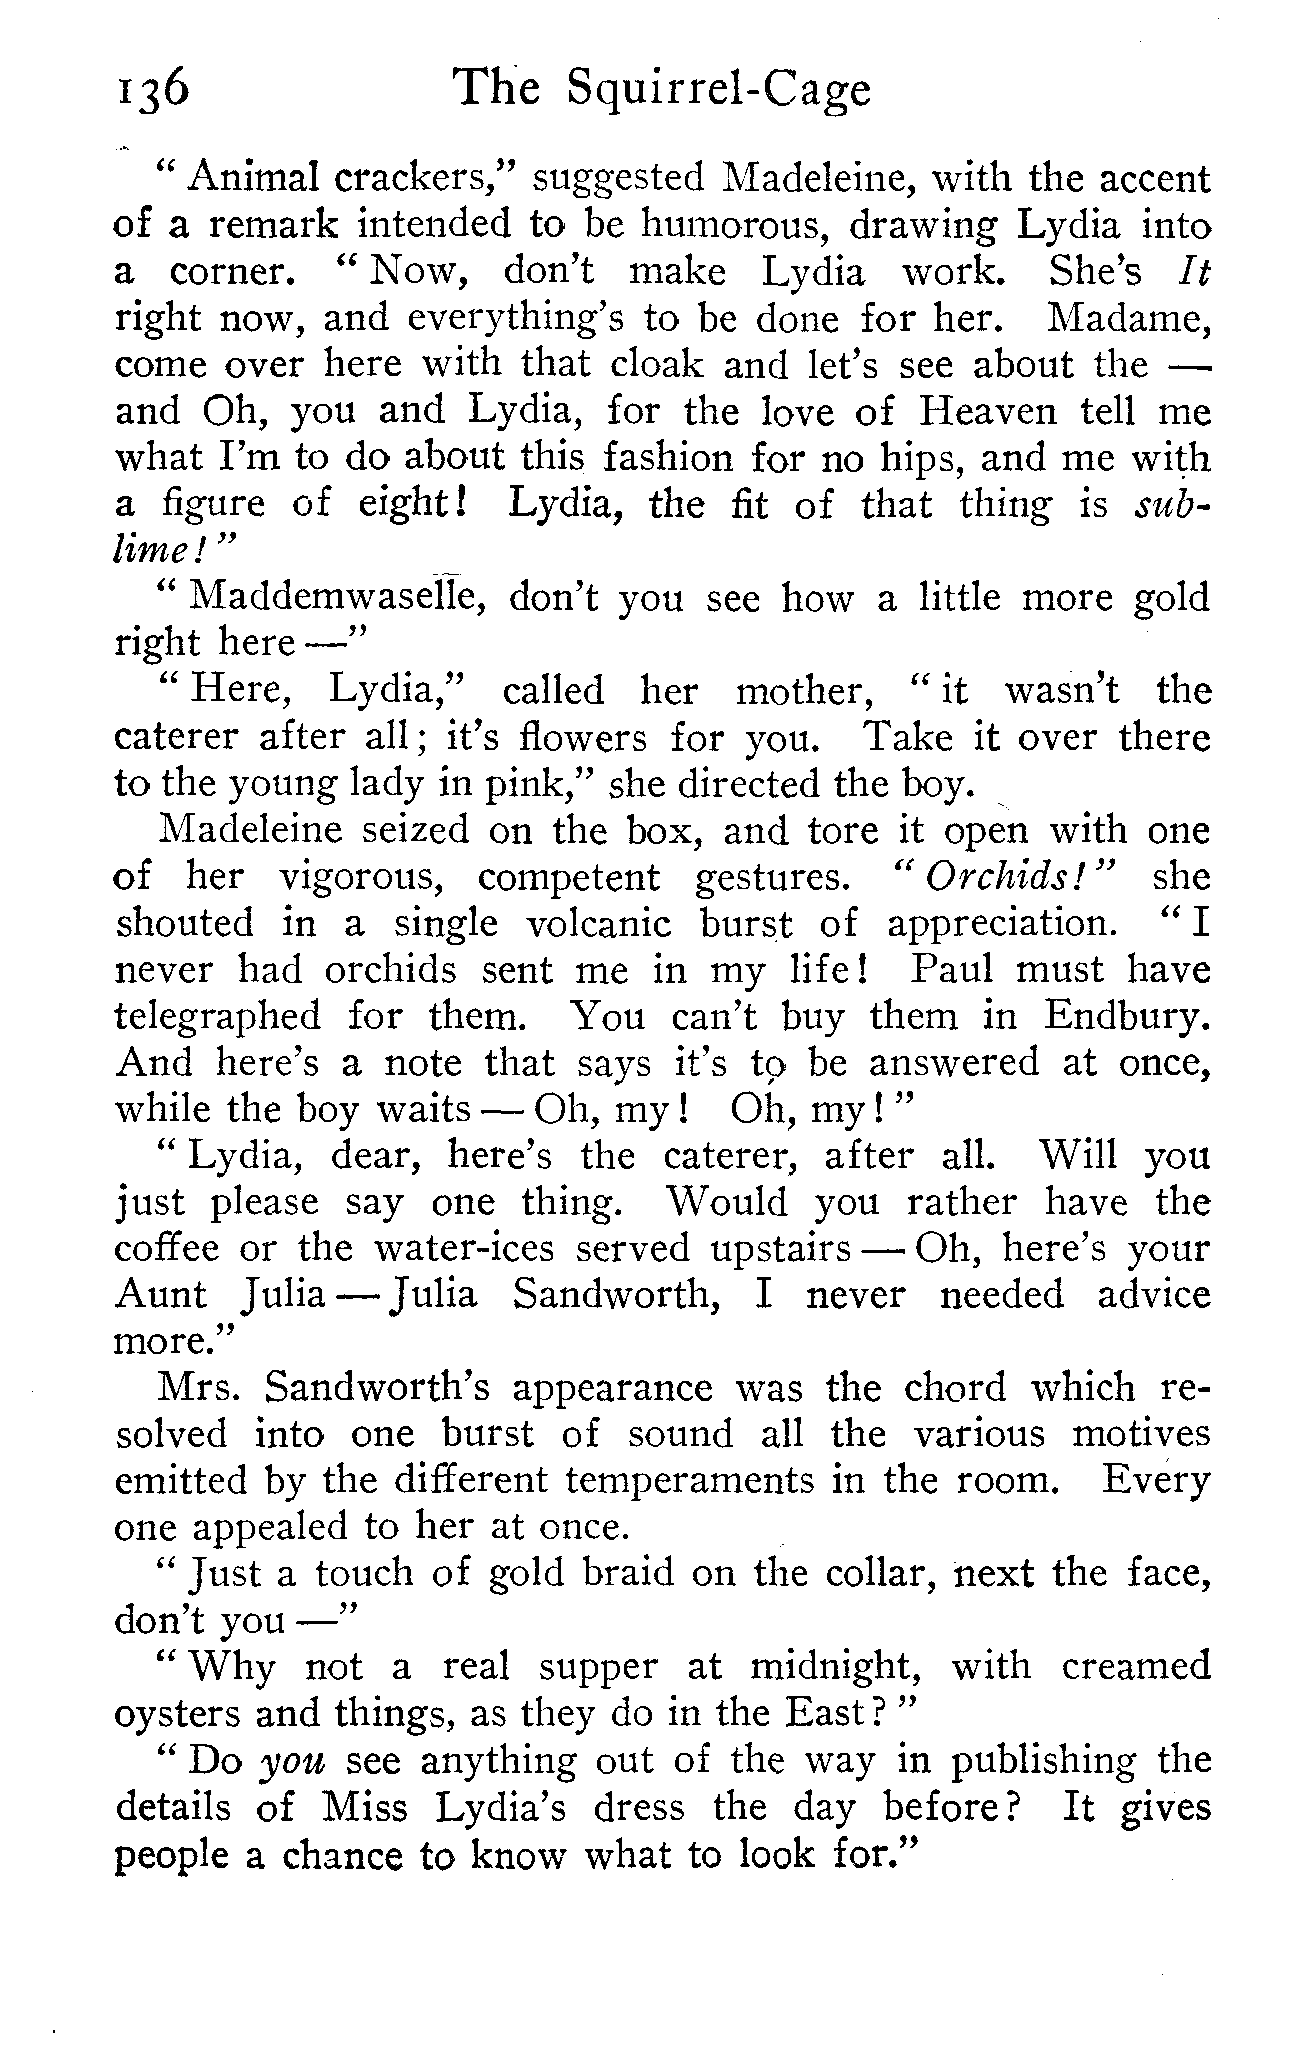 136 The Squirrel-Cage
" Animal crackers," suggested Madeleine, with the accent
of a remark intended to be humorous, drawing Lydia into
a corner. " Now, don't make Lydia work. She's It
right now, and everything's to be done for her. Madame,
come over here with that cloak and let's see about the —
and Oh, you and Lydia, for the love of Heaven tell me
what I'm to do about this fashion for no hips, and me with
a figure of eight! Lydia, the fit of that thing is sub-
lime! "
" Maddemwaselle, don't you see how a little more gold
right here —"
" Here, Lydia," called her mother, " it wasn't the
caterer after all; it's flowers for you. Take it over there
to the young lady in pink," she directed the boy.
Madeleine seized on the box, and tore it open with one
of her vigorous, competent gestures. " Orchids! " she
shouted in a single volcanic burst of appreciation. " I
never had orchids sent me in my life! Paul must have
telegraphed for them. You can't buy them in Endbury.
And here's a note that says it's to be answered at once,
while the boy waits — Oh, my! Oh, my! "
" Lydia, dear, here's the caterer, after all. Will you
just please say one thing. Would you rather have the
coffee or the water-ices served upstairs — Oh, here's your
Aunt Julia — Julia Sandworth, I never needed advice
more."
Mrs. Sandworth's appearance was the chord which re-
solved into one burst of sound all the various motives
emitted by the different temperaments in the room. Every
one appealed to her at once.
" Just a touch of gold braid on the collar, next the face,
don't you —"
" Why not a real supper at midnight, with creamed
oysters and things, as they do in the East? "
" Do you see anything out of the way in publishing the
details of Miss Lydia's dress the day before? It gives
people a chance to know what to look for."